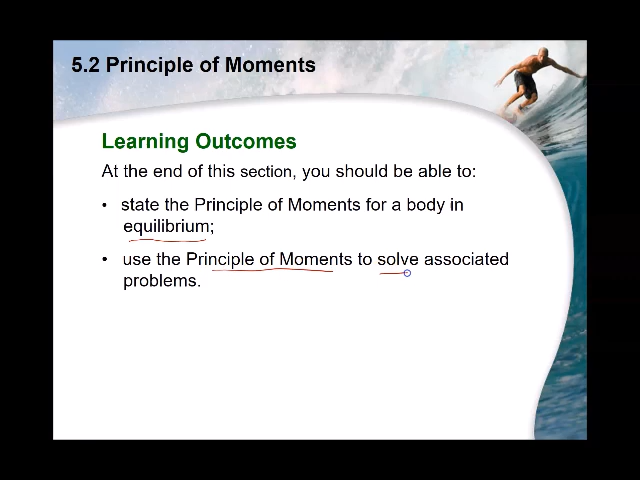 5.2 Principle of Moments
Learning Outcomes
At the end of this section, you should be able to:
• state the Principle of Moments for a body in
equilibrium;
• use the Principle of Moments to solve associated
problems.